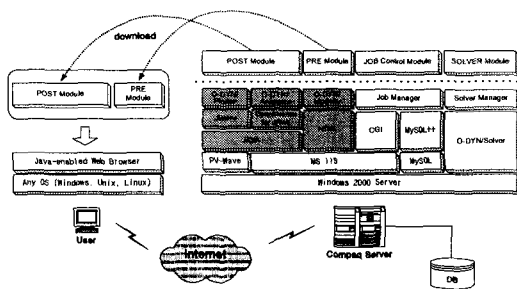 download
POST Module
PRE Module
JOB Control Module
SOLVER Module
POST Module
PRE
Module
Job Manager
Solver Manager
CGI
MySQL++
O-DYN/Solver
Java-enabled Web Browser
PV-Wave
MS IIS
MySQL
Any OS (Windows, Unix, Linux)
Windows 2000 Server
User
Internet
Compaq Server
DB